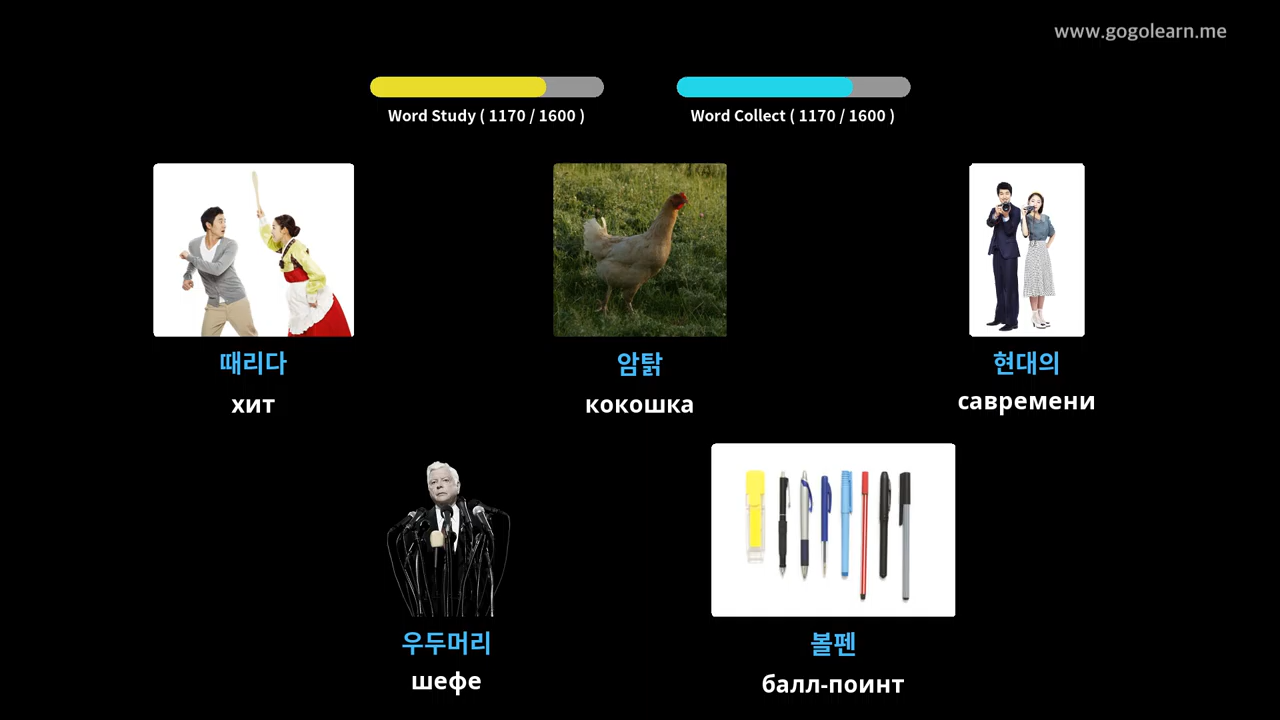 www.gogolearn.me
Word Study ( 1170 / 1600 )
Word Collect ( 1170 / 1600 )
때리다
хит
암탉
кокошка
현대의
савремени
우두머리
шефе
볼펜
балл-поинт